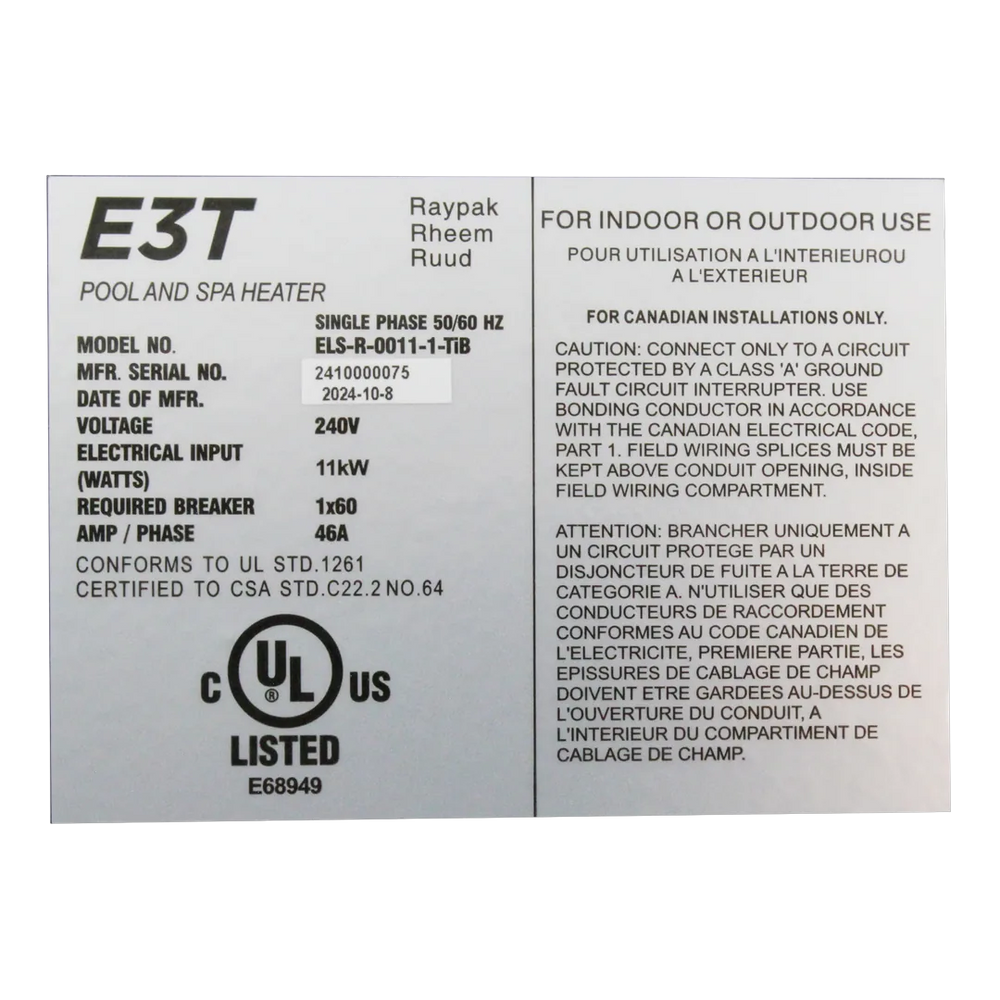 E3T
Raypak
Rheem
Ruud
POOL AND SPA HEATER
SINGLE PHASE 50/60 HZ
MODEL NO. ELS-R-0011-1-TiB
MFR. SERIAL NO. 2410000075
DATE OF MFR. 2024-10-8
VOLTAGE 240V
ELECTRICAL INPUT
(WATTS) 11kW
REQUIRED BREAKER 1x60
AMP / PHASE 46A
CONFORMS TO UL STD.1261
CERTIFIED TO CSA STD.C22.2 NO.64
C UL® US
LISTED
E68949
FOR INDOOR OR OUTDOOR USE
POUR UTILISATION A L'INTERIEUROU
A L'EXTERIEUR
FOR CANADIAN INSTALLATIONS ONLY.
CAUTION: CONNECT ONLY TO A CIRCUIT
PROTECTED BY A CLASS 'A' GROUND
FAULT CIRCUIT INTERRUPTER. USE
BONDING CONDUCTOR IN ACCORDANCE
WITH THE CANADIAN ELECTRICAL CODE,
PART 1. FIELD WIRING SPLICES MUST BE
KEPT ABOVE CONDUIT OPENING, INSIDE
FIELD WIRING COMPARTMENT.
ATTENTION: BRANCHER UNIQUEMENT A
UN CIRCUIT PROTEGE PAR UN
DISJONCTEUR DE FUITE A LA TERRE DE
CATEGORIE A. N'UTILISER QUE DES
CONDUCTEURS DE RACCORDEMENT
CONFORMES AU CODE CANADIEN DE
L'ELECTRICITE, PREMIERE PARTIE, LES
EPISSURES DE CABLAGE DE CHAMP
DOIVENT ETRE GARDEES AU-DESSUS DE
L'OUVERTURE DU CONDUIT, A
L'INTERIEUR DU COMPARTIMENT DE
CABLAGE DE CHAMP.